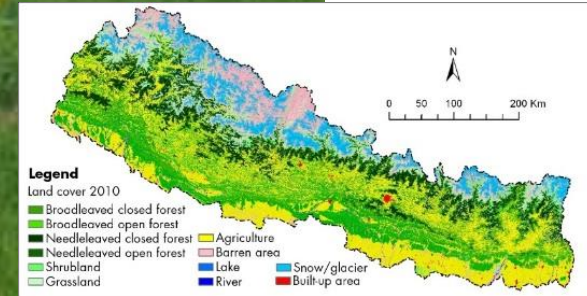 N
0 50 100 200 Km
Legend
Land cover 2010
Broadleaved closed forest
Broadleaved open forest
Needleleaved closed forest Agriculture
Needleleaved open forest Barren area
Shrubland Lake Snow/glacier
Grassland River Built-up area